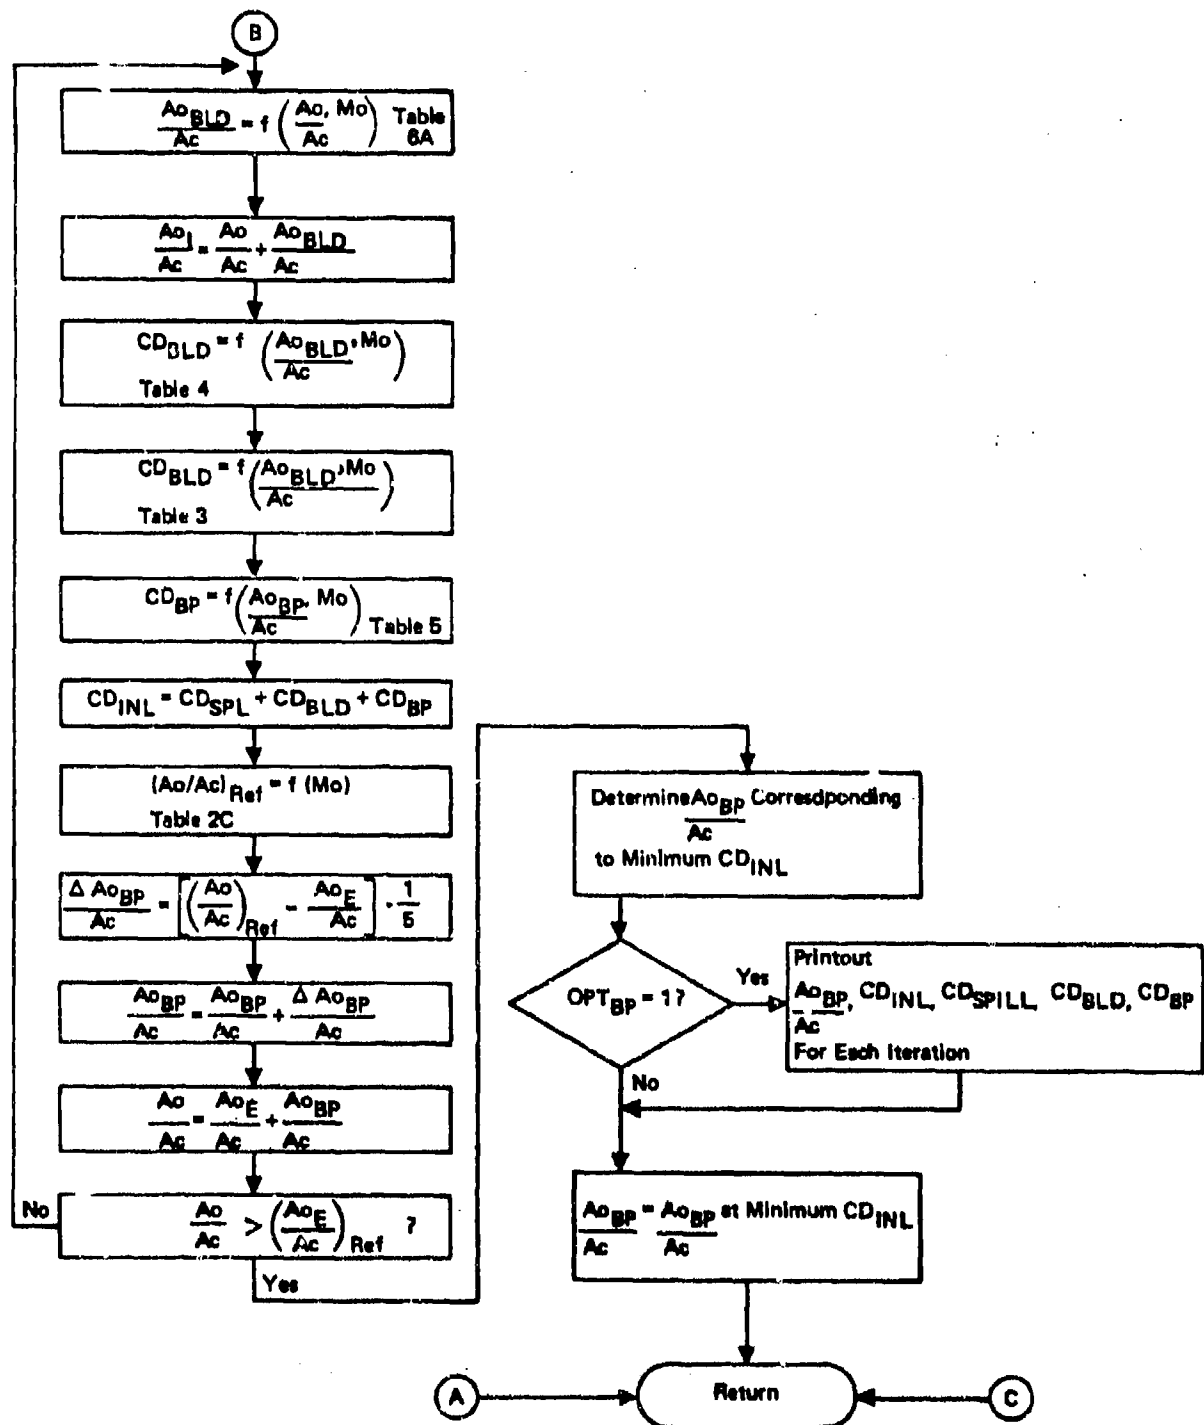 B
Ao_BLD/Ac = f (Ao/Ac, Mo) Table 6A
Ao_I/Ac = Ao/Ac + Ao_BLD/Ac
CD_BLD = f (Ao_BLD/Ac, Mo)
Table 4
CD_BLD = f (Ao_BLD/Ac, Mo)
Table 3
CD_BP = f (Ao_BP/Ac, Mo) Table 5
CD_INL = CD_SPL + CD_BLD + CD_BP
(Ao/Ac)_Ref = f (Mo)
Table 2C
Δ Ao_BP/Ac = [(Ao/Ac)_Ref - Ao_E/Ac] · 1/5
Ao_BP/Ac = Ao_BP/Ac + Δ Ao_BP/Ac
Ao/Ac = Ao_E/Ac + Ao_BP/Ac
No
Ao/Ac > (Ao_E/Ac)_Ref ?
Yes
Determine Ao_BP/Ac Corresdponding
to Minimum CD_INL
OPT_BP = 1?
Yes
Printout
Ao_BP/Ac, CD_INL, CD_SPILL, CD_BLD, CD_BP
For Each Iteration
No
Ao_BP/Ac = Ao_BP/Ac at Minimum CD_INL
A
Return
C